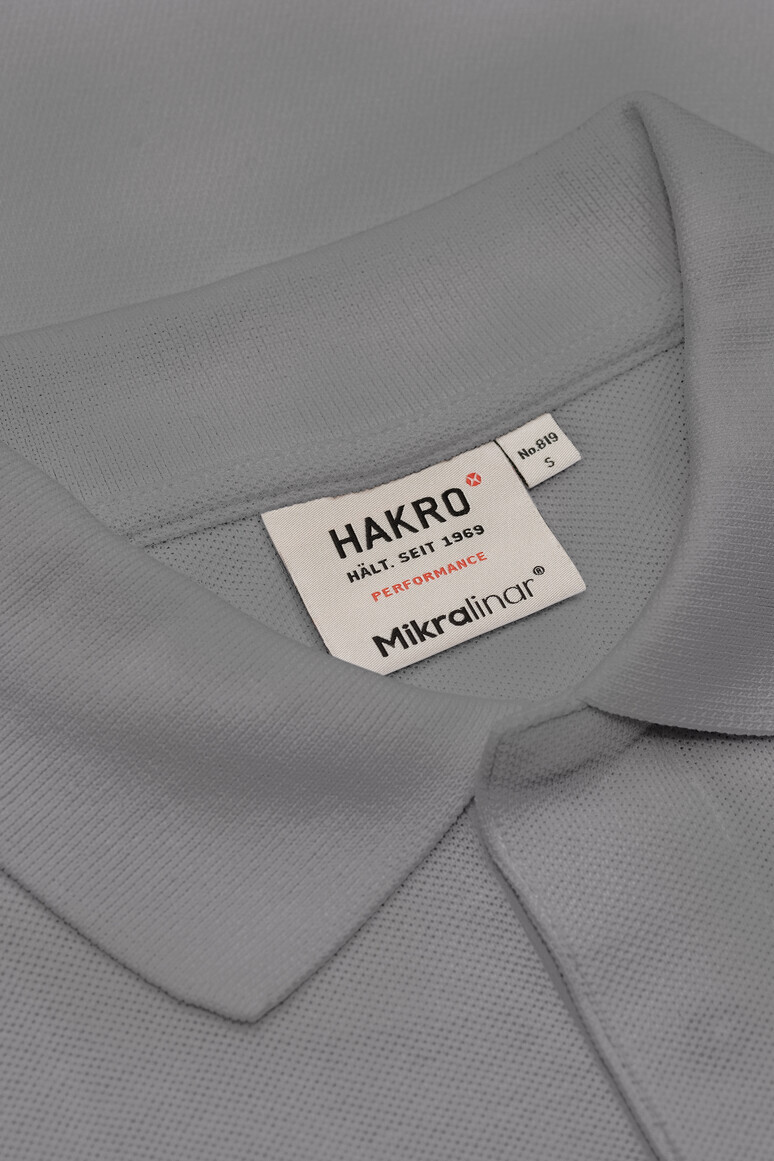 HAKRO
HÄLT. SEIT 1969
PERFORMANCE
Mikralinar®
No.819
S